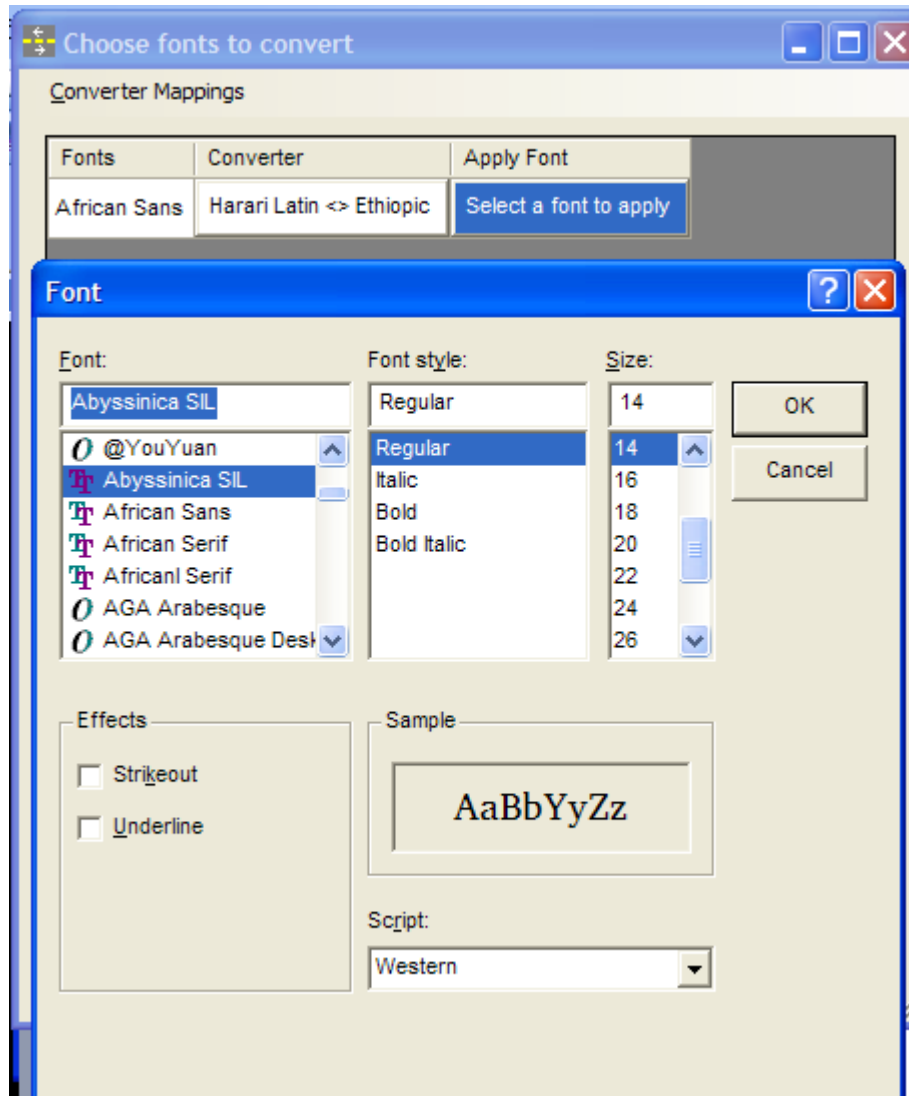 Choose fonts to convert
Converter Mappings
Fonts Converter Apply Font
African Sans Harari Latin <> Ethiopic Select a font to apply
Font
Font: Font style: Size:
Abyssinica SIL Regular 14 OK
@YouYuan Regular 14 Cancel
Abyssinica SIL Italic 16
African Sans Bold 18
African Serif Bold Italic 20
Africanl Serif 22
AGA Arabesque 24
AGA Arabesque Desk 26
Effects Sample
Strikeout AaBbYyZz
Underline
Script:
Western